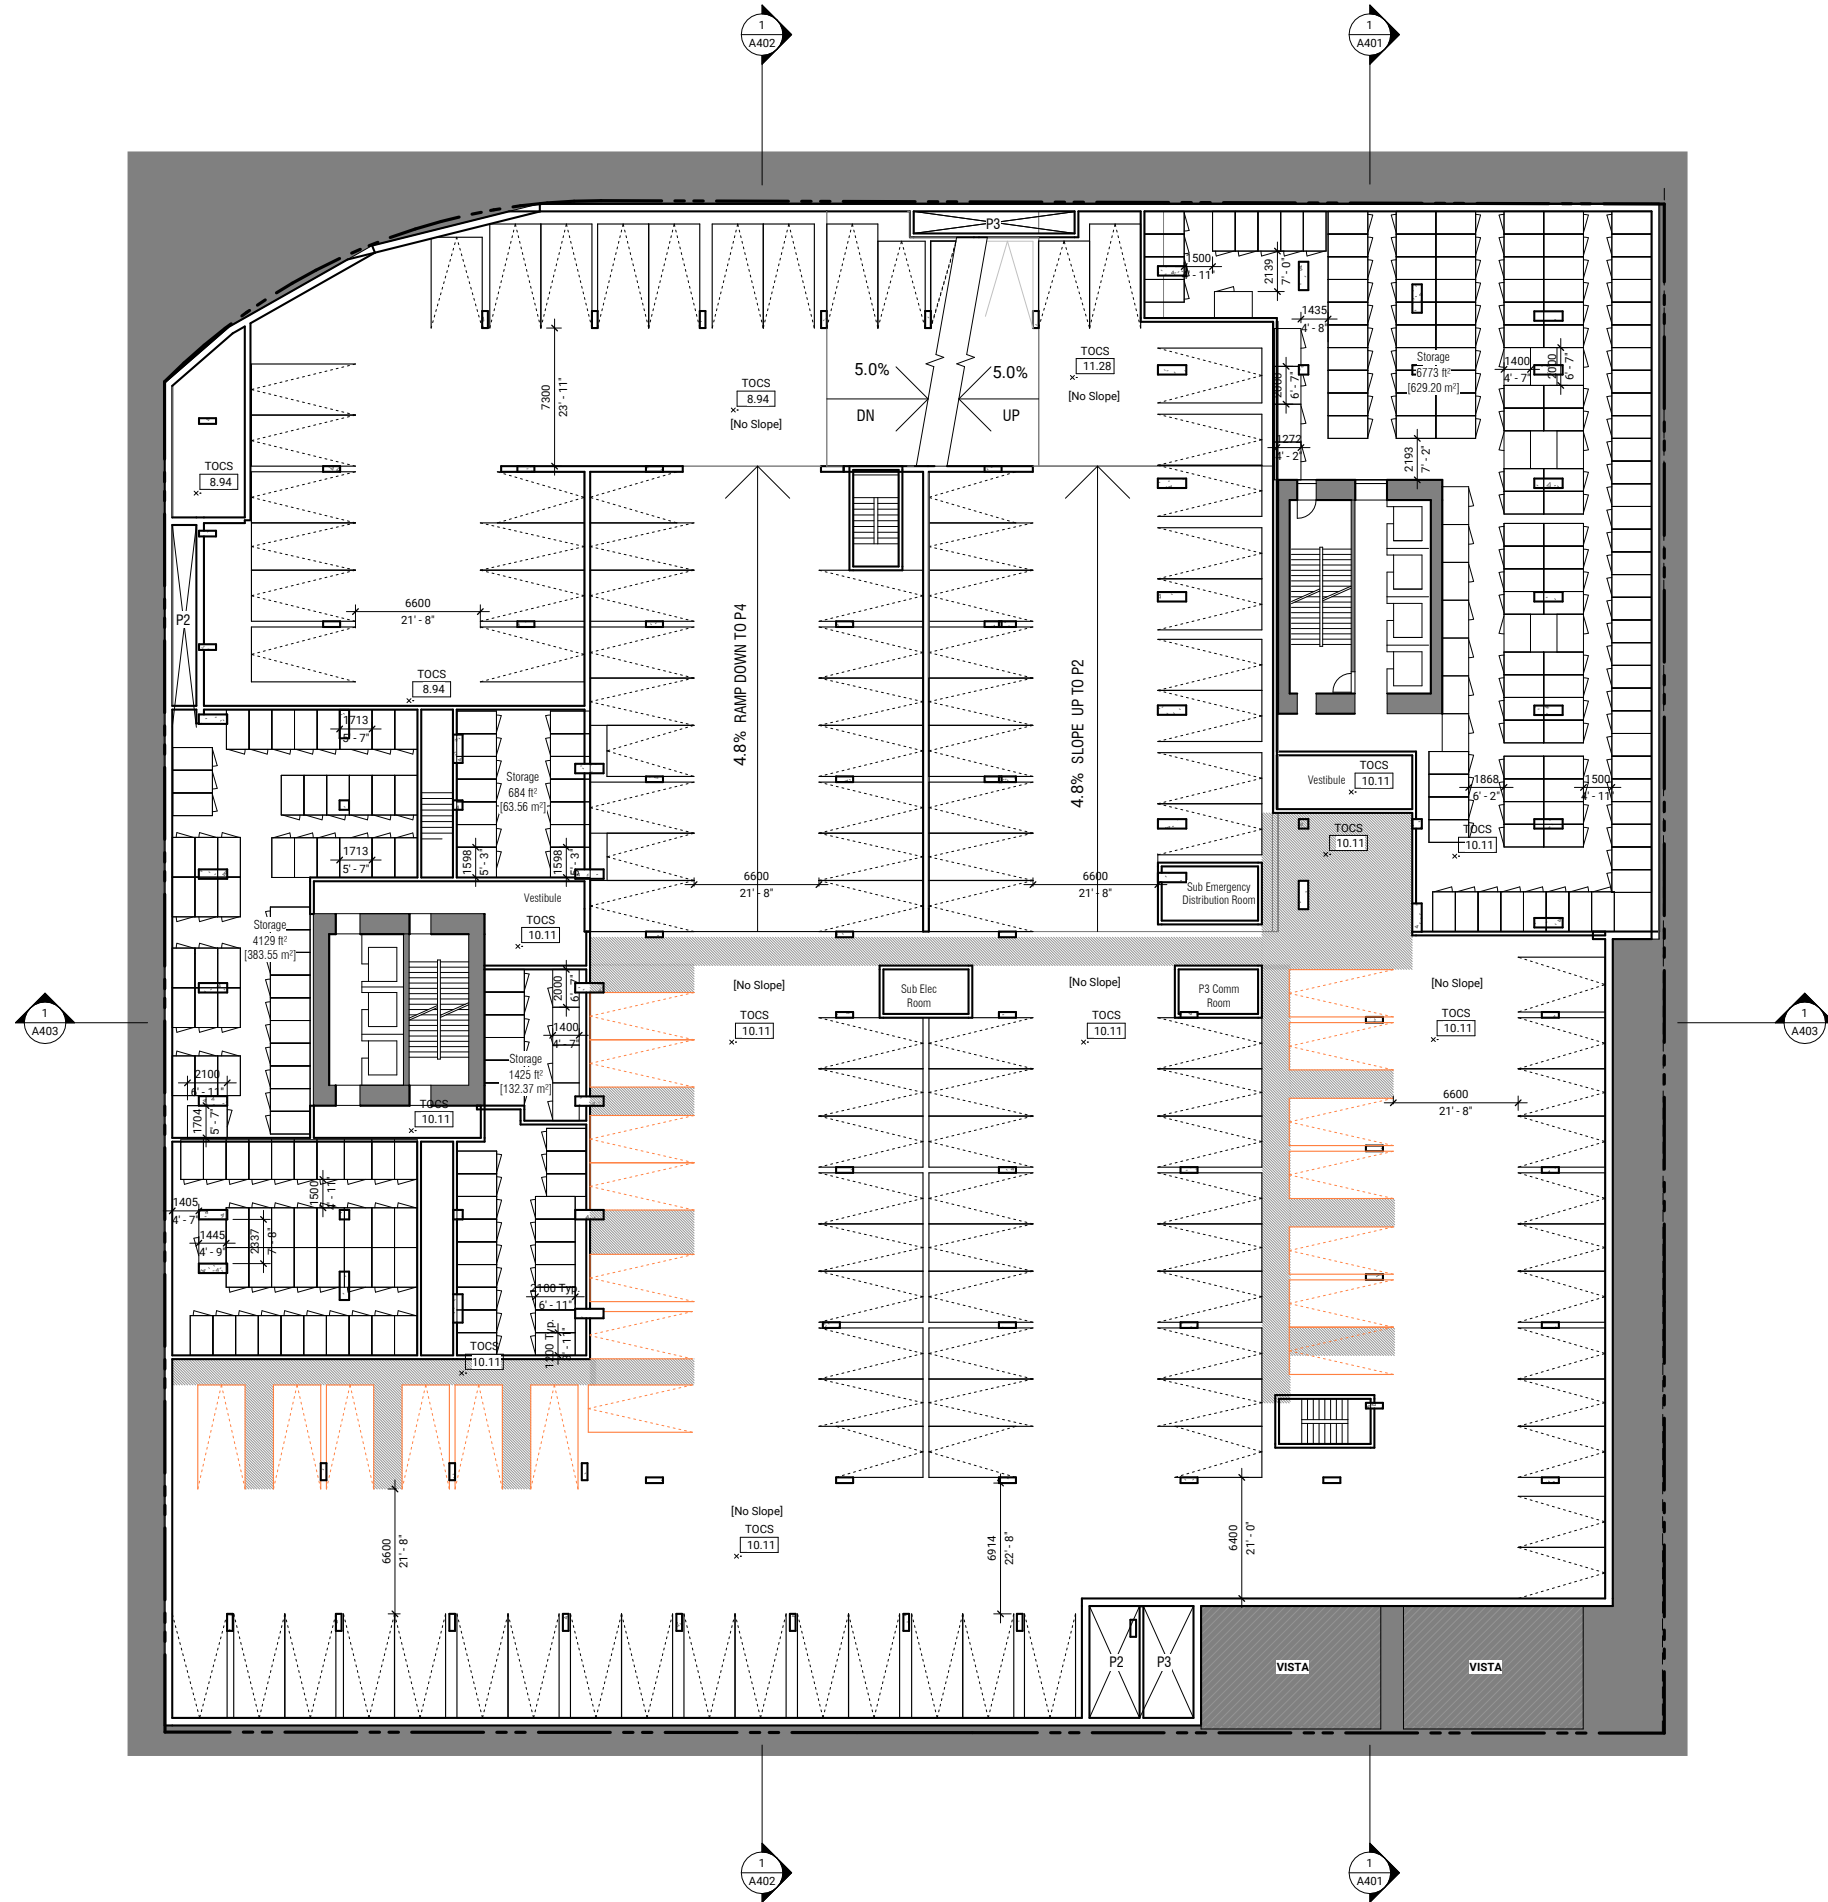 1
A402
1
A401
P3
1500
4' - 11"
2139
7' - 0"
1435
4' - 8"
TOCS
11.28
[No Slope]
5.0%
5.0%
DN
UP
TOCS
8.94
[No Slope]
7300
23' - 11"
Storage
6773 ft²
[629.20 m²]
1400
4' - 7"
2000
6' - 7"
6' - 7"
1272
4' - 2"
2193
7' - 2"
TOCS
8.94
P2
6600
21' - 8"
TOCS
8.94
4.8% RAMP DOWN TO P4
4.8% SLOPE UP TO P2
1713
5' - 7"
Storage
684 ft²
[63.56 m²]
1713
5' - 7"
1598
5' - 3"
1598
5' - 3"
Vestibule
TOCS
10.11
1868
6' - 2"
1500
4' - 11"
TOCS
10.11
TOCS
10.11
6600
21' - 8"
6600
21' - 8"
Sub Emergency
Distribution Room
Vestibule
TOCS
10.11
Storage
4129 ft²
[383.55 m²]
2000
6' - 7"
1400
4' - 7"
Storage
1425 ft²
[132.37 m²]
[No Slope]
TOCS
10.11
Sub Elec
Room
[No Slope]
TOCS
10.11
P3 Comm
Room
[No Slope]
TOCS
10.11
1
A403
1
A403
2100
6' - 11"
1704
5' - 7"
TOCS
10.11
6600
21' - 8"
1500
4' - 11"
1405
4' - 7"
1445
4' - 9"
2337
7' - 8"
2100 Typ.
6' - 11"
1200 Typ.
3' - 11"
TOCS
10.11
[No Slope]
TOCS
10.11
6600
21' - 8"
6914
22' - 8"
6400
21' - 0"
P2
P3
VISTA
VISTA
1
A402
1
A401